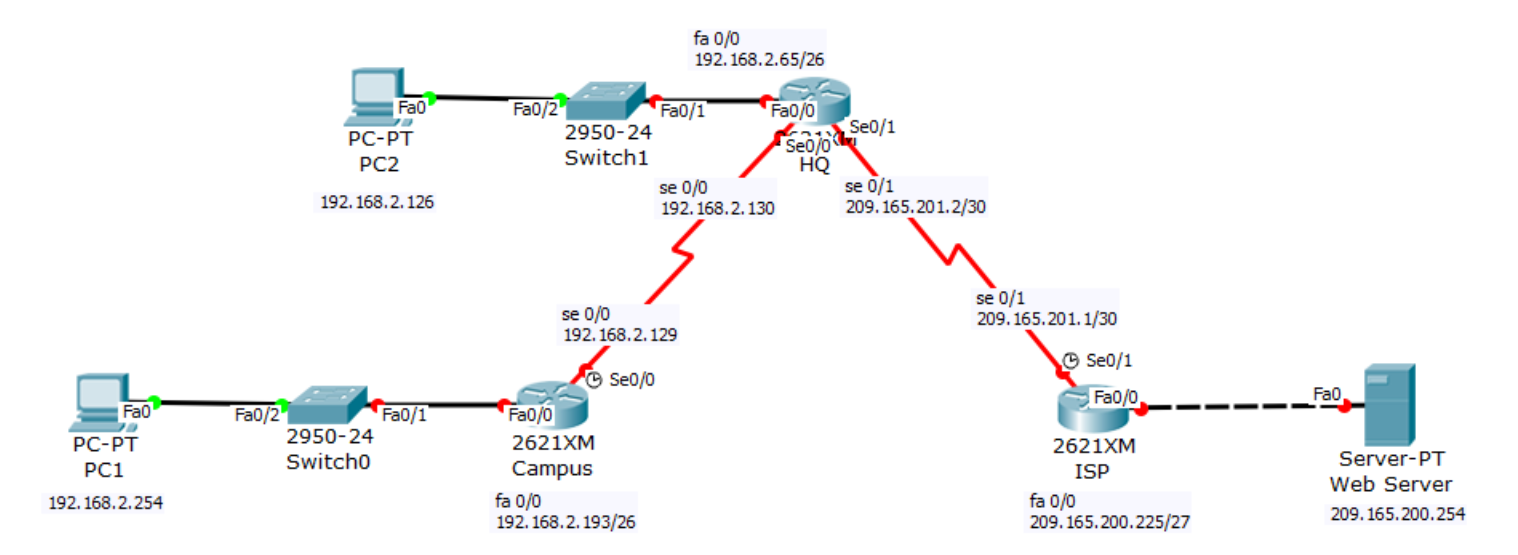 fa 0/0
192.168.2.65/26
Fa0
Fa0/2
Fa0/1
Fa0/0
Se0/1
PC-PT
PC2
2950-24
Switch1
2621XM
Se0/0
HQ
192.168.2.126
se 0/0
192.168.2.130
se 0/1
209.165.201.2/30
se 0/0
192.168.2.129
se 0/1
209.165.201.1/30
Se0/0
Se0/1
Fa0
Fa0/2
Fa0/1
Fa0/0
Fa0/0
Fa0
PC-PT
PC1
2950-24
Switch0
2621XM
Campus
2621XM
ISP
Server-PT
Web Server
192.168.2.254
fa 0/0
192.168.2.193/26
fa 0/0
209.165.200.225/27
209.165.200.254